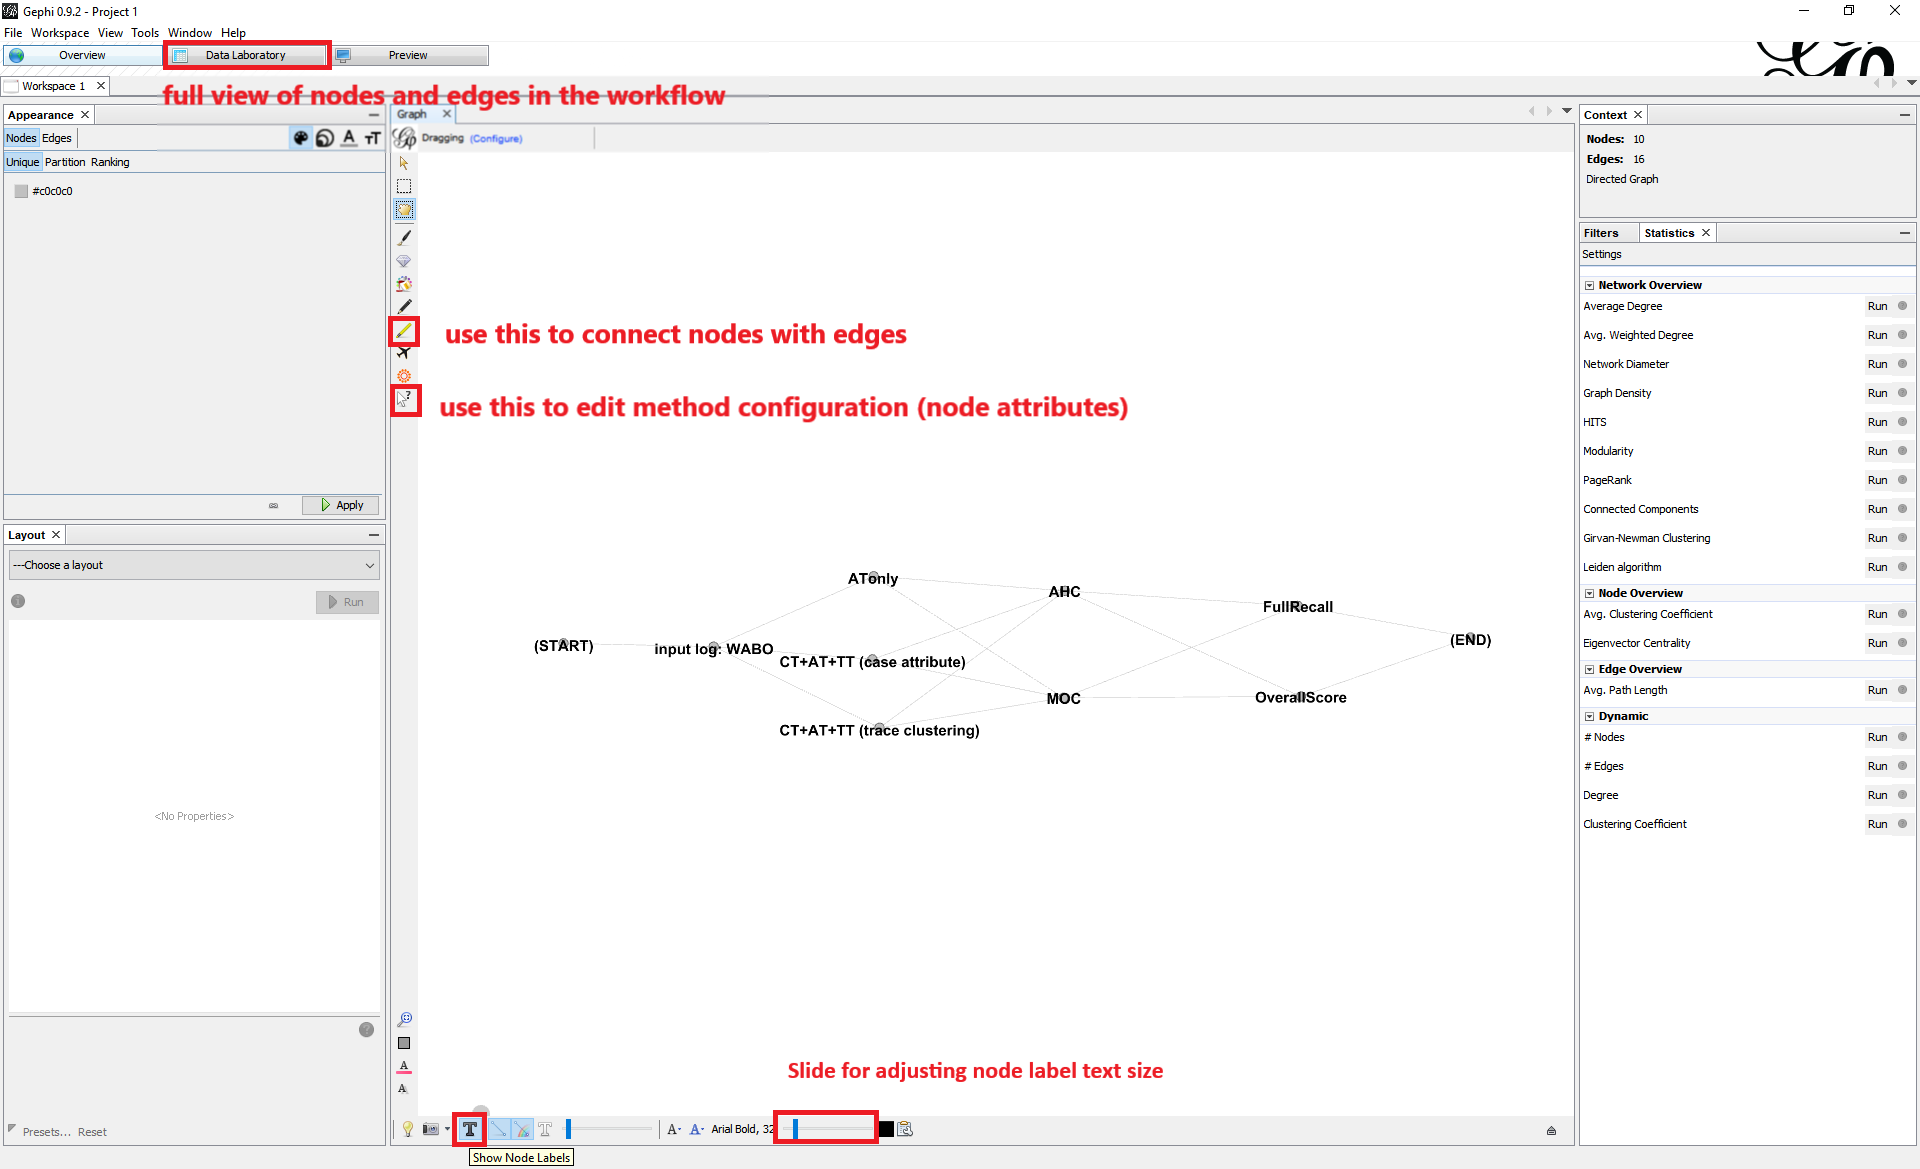 Gephi 0.9.2 - Project 1
File Workspace View Tools Window Help
Overview Data Laboratory Preview
Workspace 1
full view of nodes and edges in the workflow
Appearance
Nodes Edges
Unique Partition Ranking
#c0c0c0
Apply
Layout
---Choose a layout
Run
<No Properties>
Presets... Reset
Graph
Dragging (Configure)
use this to connect nodes with edges
use this to edit method configuration (node attributes)
ATonly
AHC
FullRecall
(START)
input log: WABO
(END)
CT+AT+TT (case attribute)
MOC
OverallScore
CT+AT+TT (trace clustering)
Slide for adjusting node label text size
Arial Bold, 32
Show Node Labels
Context
Nodes: 10
Edges: 16
Directed Graph
Filters Statistics
Settings
Network Overview
Average Degree Run
Avg. Weighted Degree Run
Network Diameter Run
Graph Density Run
HITS Run
Modularity Run
PageRank Run
Connected Components Run
Girvan-Newman Clustering Run
Leiden algorithm Run
Node Overview
Avg. Clustering Coefficient Run
Eigenvector Centrality Run
Edge Overview
Avg. Path Length Run
Dynamic
# Nodes Run
# Edges Run
Degree Run
Clustering Coefficient Run